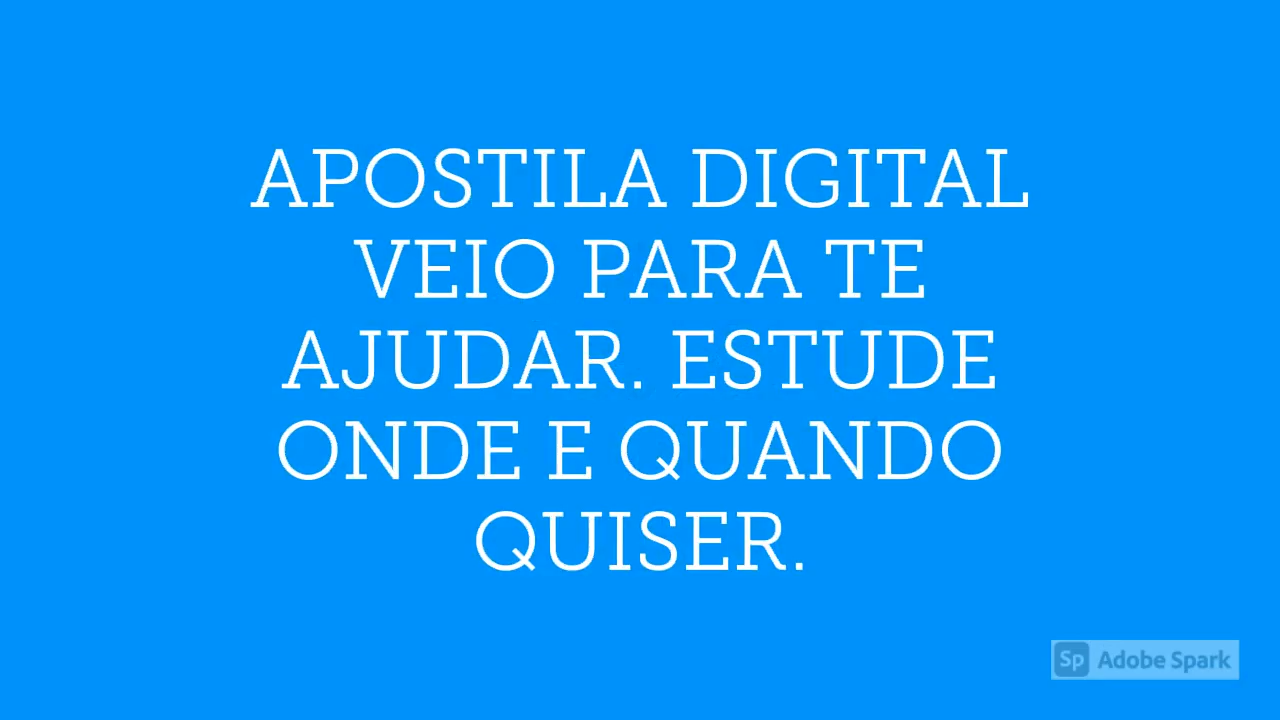 APOSTILA DIGITAL
VEIO PARA TE
AJUDAR. ESTUDE
ONDE E QUANDO
QUISER.
Sp Adobe Spark